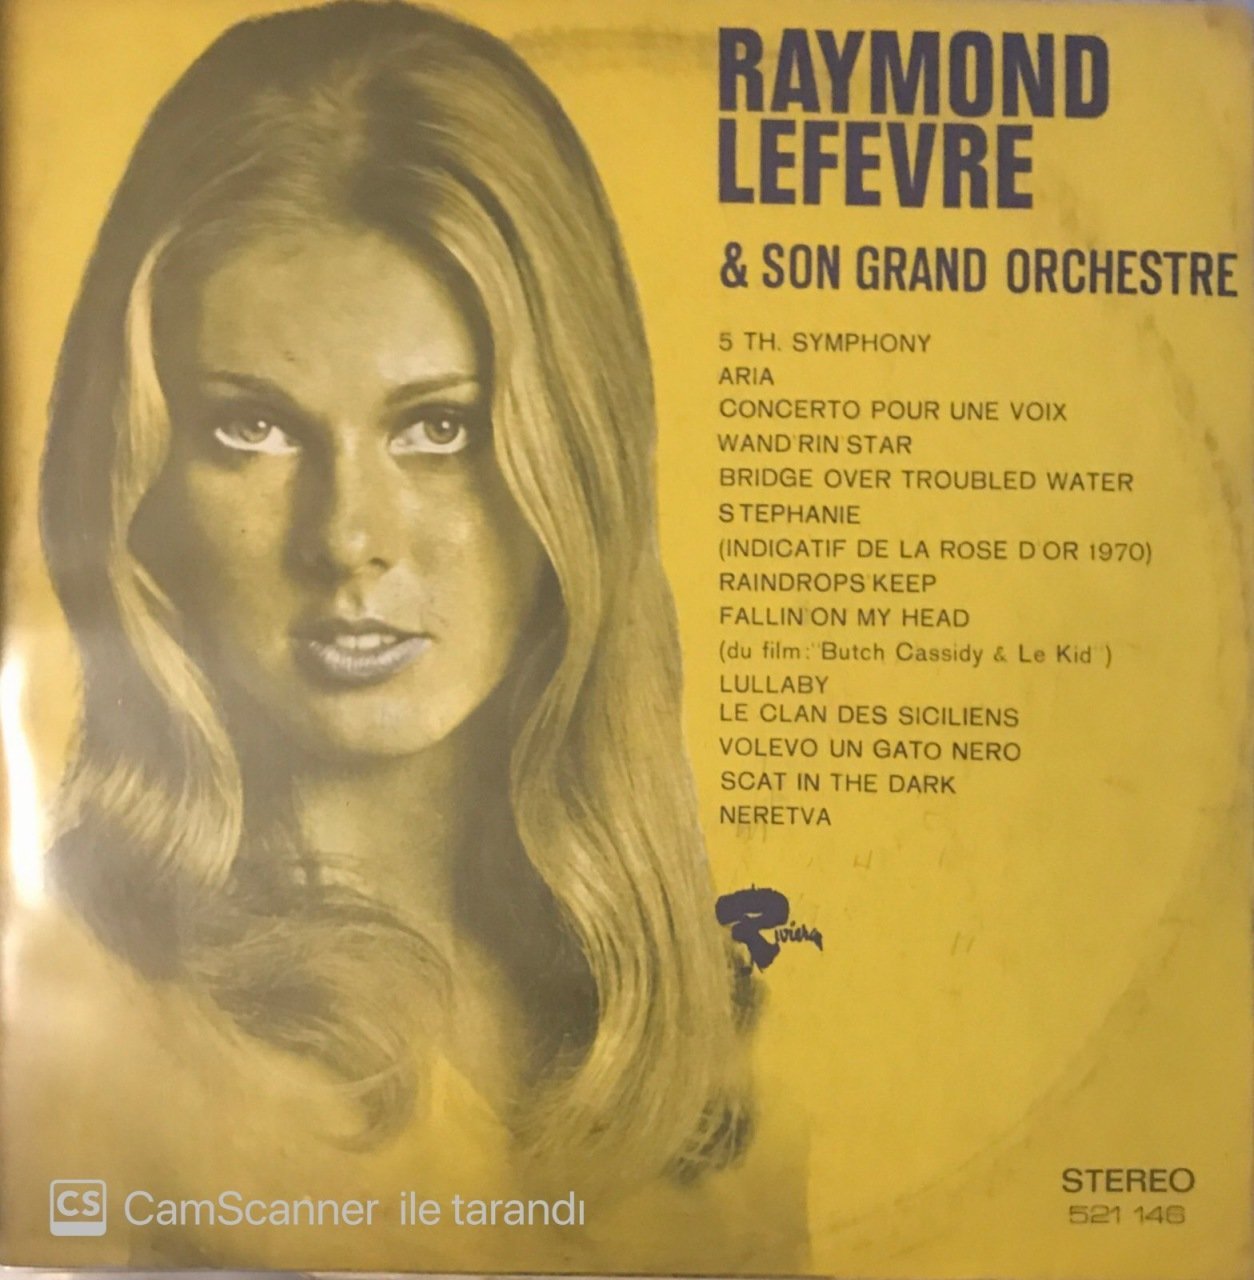 RAYMOND
LEFEVRE
& SON GRAND ORCHESTRE
5 TH. SYMPHONY
ARIA
CONCERTO POUR UNE VOIX
WAND'RIN'STAR
BRIDGE OVER TROUBLED WATER
STEPHANIE
(INDICATIF DE LA ROSE D'OR 1970)
RAINDROPS KEEP
FALLIN'ON MY HEAD
(du film: "Butch Cassidy & Le Kid")
LULLABY
LE CLAN DES SICILIENS
VOLEVO UN GATO NERO
SCAT IN THE DARK
NERETVA
Riviera
STEREO
521 146
CS CamScanner ile tarandı